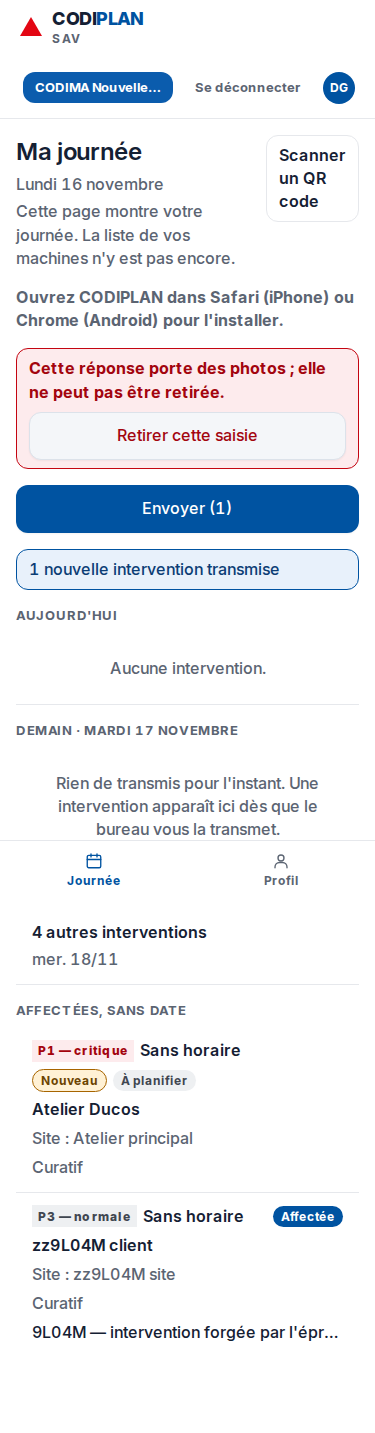 CODIPLAN
SAV
CODIMA Nouvelle…
Se déconnecter
DG
Ma journée
Scanner
un QR
code
Lundi 16 novembre
Cette page montre votre
journée. La liste de vos
machines n'y est pas encore.
Ouvrez CODIPLAN dans Safari (iPhone) ou
Chrome (Android) pour l'installer.
Cette réponse porte des photos ; elle
ne peut pas être retirée.
Retirer cette saisie
Envoyer (1)
1 nouvelle intervention transmise
AUJOURD'HUI
Aucune intervention.
DEMAIN · MARDI 17 NOVEMBRE
Rien de transmis pour l'instant. Une
intervention apparaît ici dès que le
bureau vous la transmet.
Journée
Profil
4 autres interventions
mer. 18/11
AFFECTÉES, SANS DATE
P1 — critique Sans horaire
Nouveau À planifier
Atelier Ducos
Site : Atelier principal
Curatif
P3 — normale Sans horaire Affectée
zz9L04M client
Site : zz9L04M site
Curatif
9L04M — intervention forgée par l'épr…